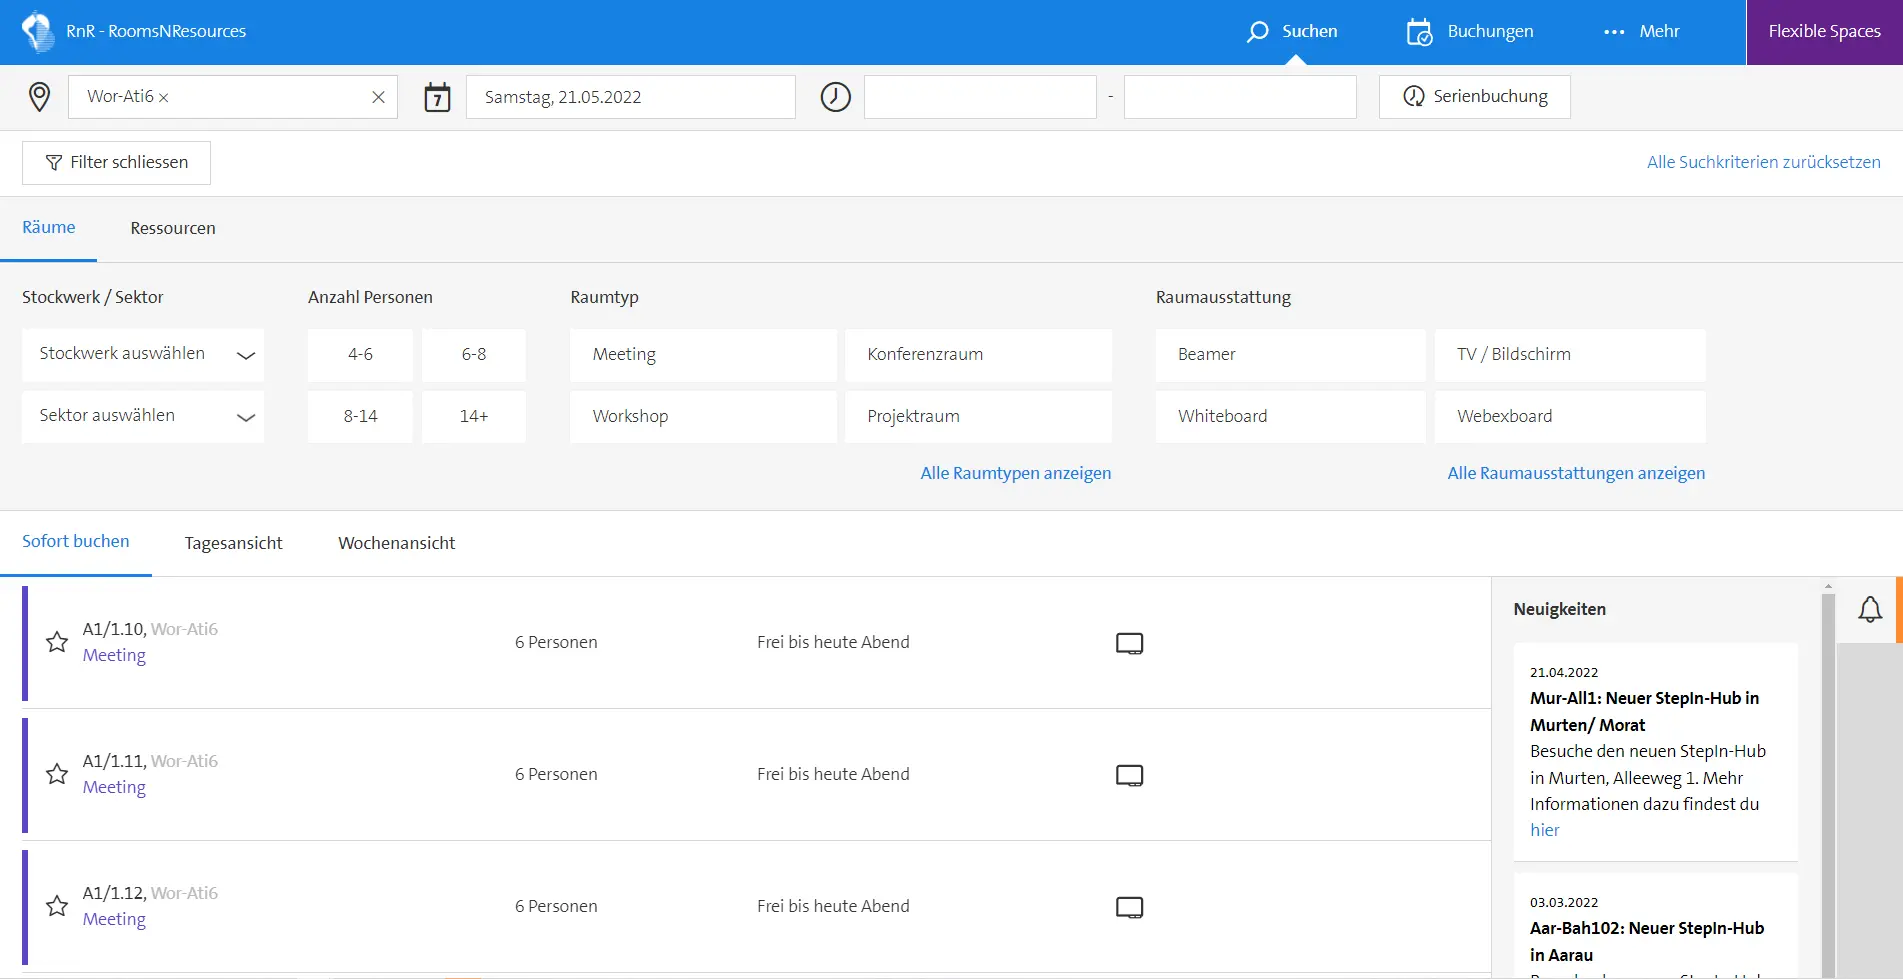 RnR - RoomsNResources
Suchen
Buchungen
Mehr
Flexible Spaces
Wor-Ati6 ×
7
Samstag, 21.05.2022
-
Serienbuchung
Filter schliessen
Alle Suchkriterien zurücksetzen
Räume
Ressourcen
Stockwerk / Sektor
Anzahl Personen
Raumtyp
Raumausstattung
Stockwerk auswählen
4-6
6-8
Meeting
Konferenzraum
Beamer
TV / Bildschirm
Sektor auswählen
8-14
14+
Workshop
Projektraum
Whiteboard
Webexboard
Alle Raumtypen anzeigen
Alle Raumausstattungen anzeigen
Sofort buchen
Tagesansicht
Wochenansicht
A1/1.10, Wor-Ati6
Meeting
6 Personen
Frei bis heute Abend
A1/1.11, Wor-Ati6
Meeting
6 Personen
Frei bis heute Abend
A1/1.12, Wor-Ati6
Meeting
6 Personen
Frei bis heute Abend
Neuigkeiten
21.04.2022
Mur-All1: Neuer StepIn-Hub in
Murten/ Morat
Besuche den neuen StepIn-Hub
in Murten, Alleeweg 1. Mehr
Informationen dazu findest du
hier
03.03.2022
Aar-Bah102: Neuer StepIn-Hub
in Aarau